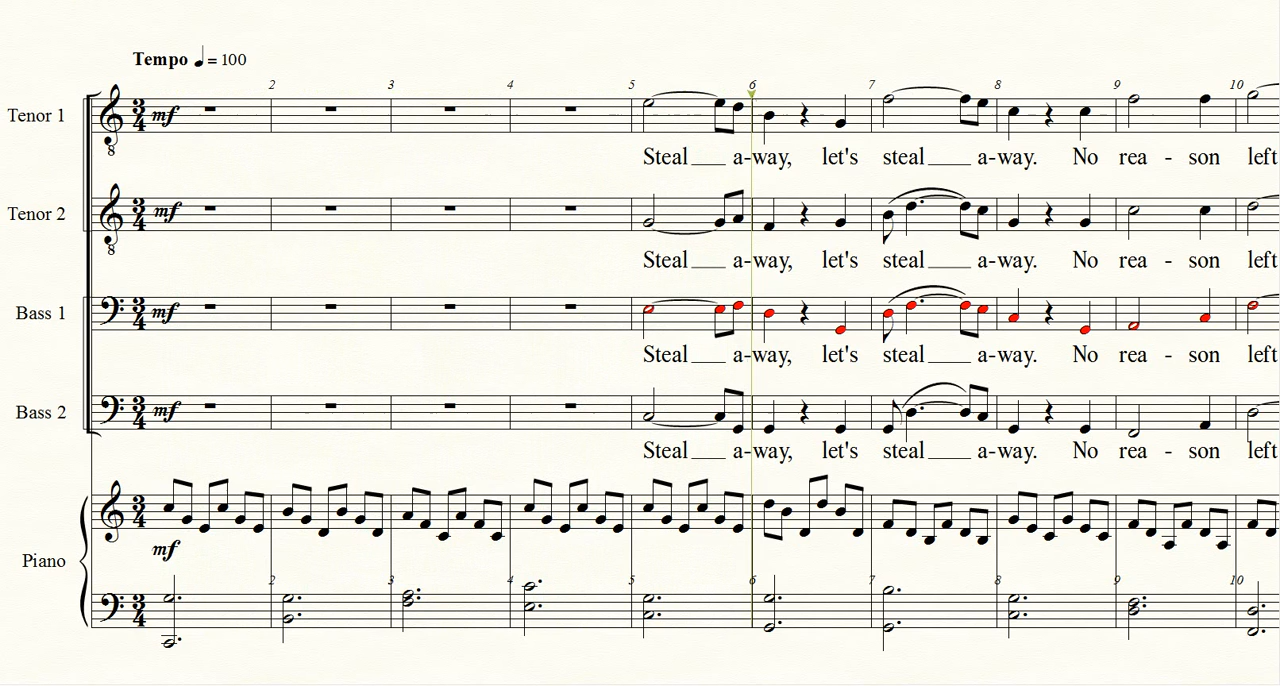 Tempo ♩= 100
2 3 4 5 6 7 8 9 10
Tenor 1 mf
8
Steal___ a-way, let's steal___ a-way. No rea - son left
Tenor 2 mf
8
Steal___ a-way, let's steal___ a-way. No rea - son left
Bass 1 mf
Steal___ a-way, let's steal___ a-way. No rea - son left
Bass 2 mf
Steal___ a-way, let's steal___ a-way. No rea - son left
mf
Piano
2 3 4 5 6 7 8 9 10